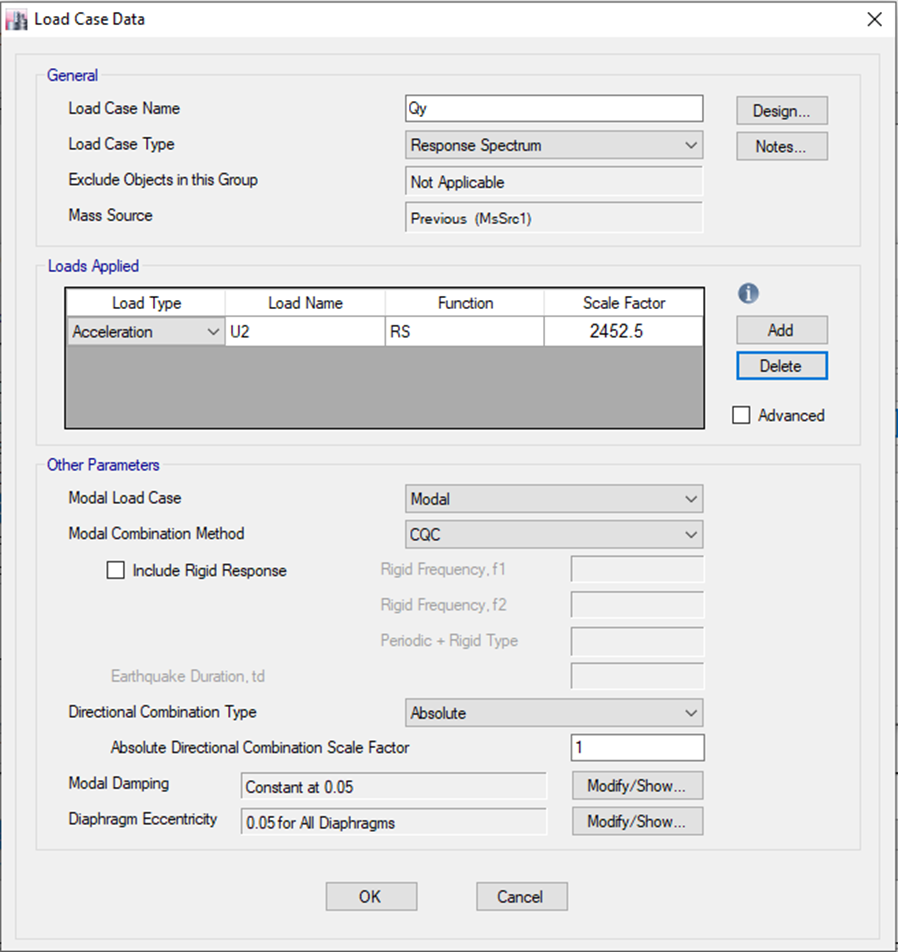 Load Case Data
General
Load Case Name Qy Design...
Load Case Type Response Spectrum Notes...
Exclude Objects in this Group Not Applicable
Mass Source Previous (MsSrc1)
Loads Applied
Load Type Load Name Function Scale Factor
Acceleration U2 RS 2452.5 Add
Delete
Advanced
Other Parameters
Modal Load Case Modal
Modal Combination Method CQC
Include Rigid Response Rigid Frequency, f1
Rigid Frequency, f2
Periodic + Rigid Type
Earthquake Duration, td
Directional Combination Type Absolute
Absolute Directional Combination Scale Factor 1
Modal Damping Constant at 0.05 Modify/Show...
Diaphragm Eccentricity 0.05 for All Diaphragms Modify/Show...
OK Cancel